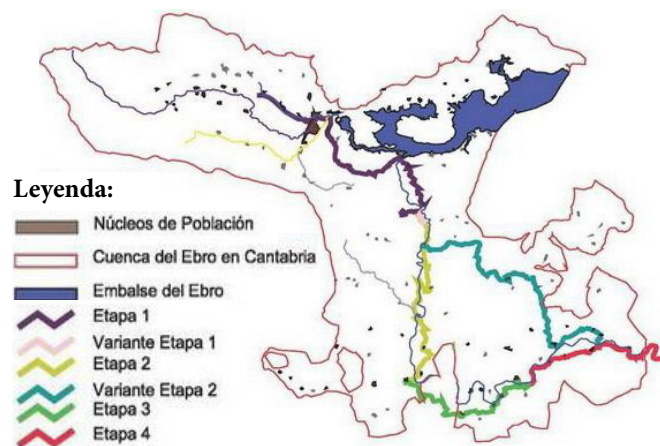 Leyenda:
Núcleos de Población
Cuenca del Ebro en Cantabria
Embalse del Ebro
Etapa 1
Variante Etapa 1
Etapa 2
Variante Etapa 2
Etapa 3
Etapa 4